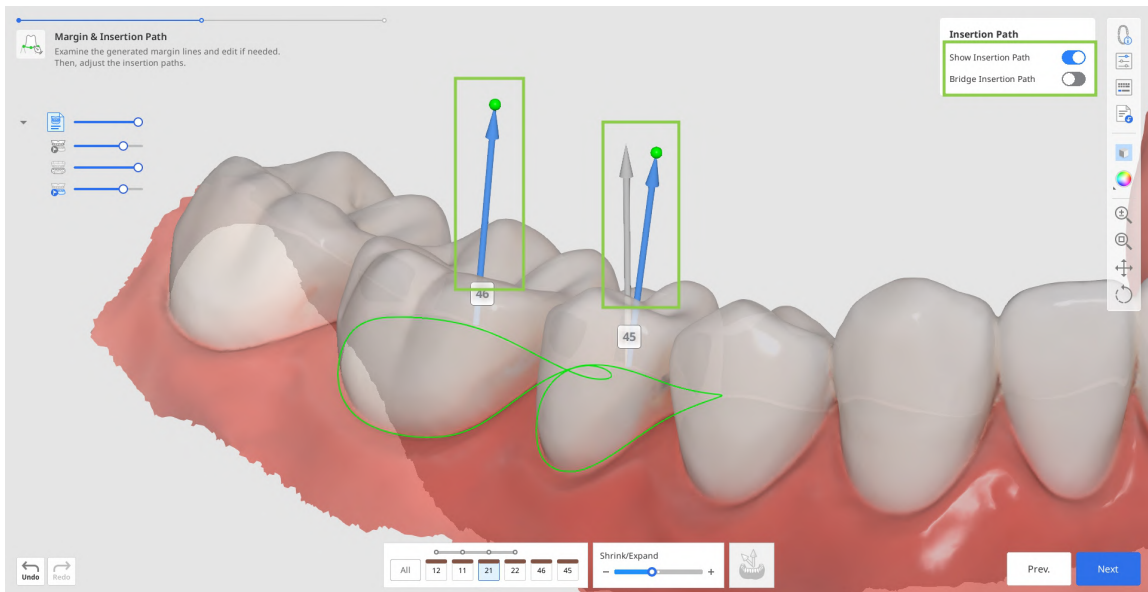 Margin & Insertion Path
Examine the generated margin lines and edit if needed.
Then, adjust the insertion paths.
Insertion Path
Show Insertion Path
Bridge Insertion Path
46
45
All
12
11
21
22
46
45
Shrink/Expand
− +
Undo
Redo
Prev.
Next